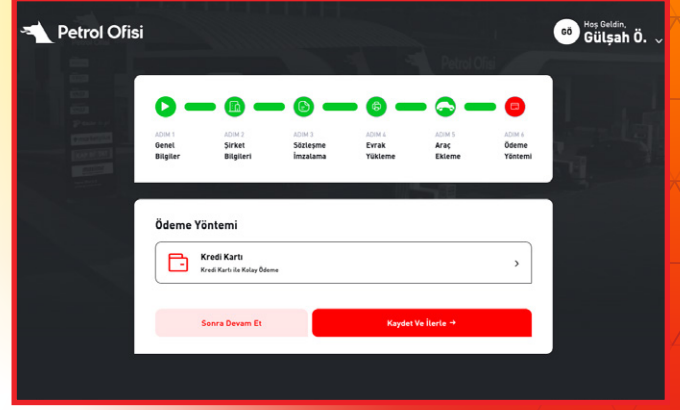 Petrol Ofisi
GÖ
Hoş Geldin,
Gülşah Ö.
Petrol Ofisi
ADIM 1
Genel
Bilgiler
ADIM 2
Şirket
Bilgileri
ADIM 3
Sözleşme
İmzalama
ADIM 4
Evrak
Yükleme
ADIM 5
Araç
Ekleme
ADIM 6
Ödeme
Yöntemi
Ödeme Yöntemi
Kredi Kartı
Kredi Kartı ile Kolay Ödeme
Sonra Devam Et
Kaydet Ve İlerle →